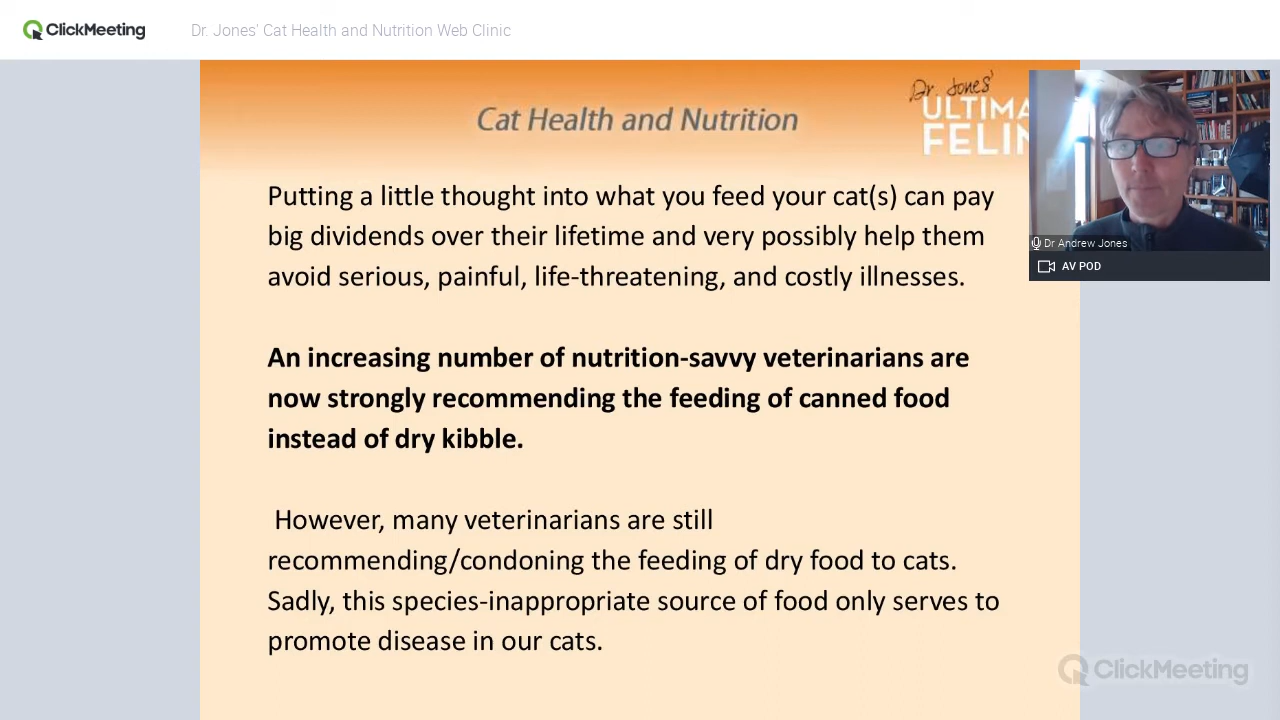 ClickMeeting
Dr. Jones' Cat Health and Nutrition Web Clinic
Cat Health and Nutrition
Dr. Jones'
Putting a little thought into what you feed your cat(s) can pay
big dividends over their lifetime and very possibly help them
avoid serious, painful, life-threatening, and costly illnesses.
An increasing number of nutrition-savvy veterinarians are
now strongly recommending the feeding of canned food
instead of dry kibble.
However, many veterinarians are still
recommending/condoning the feeding of dry food to cats.
Sadly, this species-inappropriate source of food only serves to
promote disease in our cats.
Dr Andrew Jones
AV POD
ClickMeeting